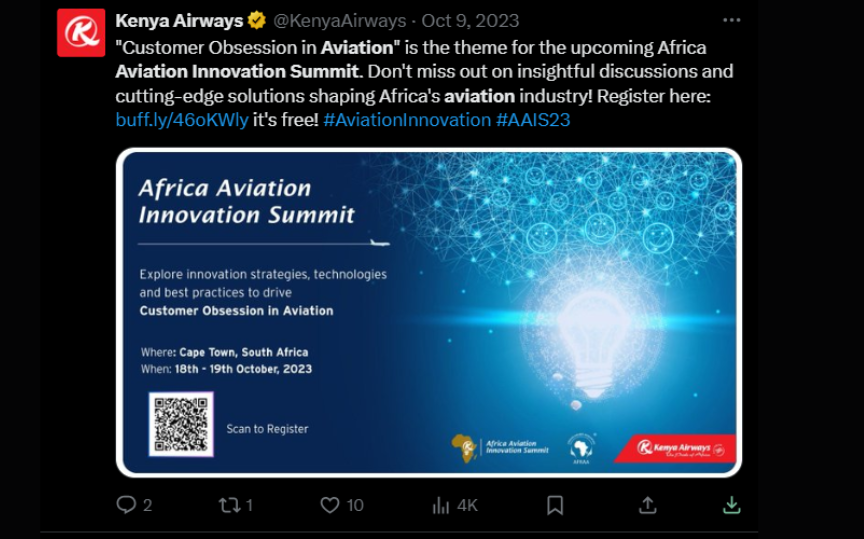 Kenya Airways @KenyaAirways · Oct 9, 2023
"Customer Obsession in Aviation" is the theme for the upcoming Africa
Aviation Innovation Summit. Don't miss out on insightful discussions and
cutting-edge solutions shaping Africa's aviation industry! Register here:
buff.ly/46oKWly it's free! #AviationInnovation #AAIS23
Africa Aviation
Innovation Summit
Explore innovation strategies, technologies
and best practices to drive
Customer Obsession in Aviation
Where: Cape Town, South Africa
When: 18th - 19th October, 2023
Scan to Register
Africa Aviation
Innovation Summit
AFRAA
Kenya Airways
The Pride of Africa
2 1 10 4K